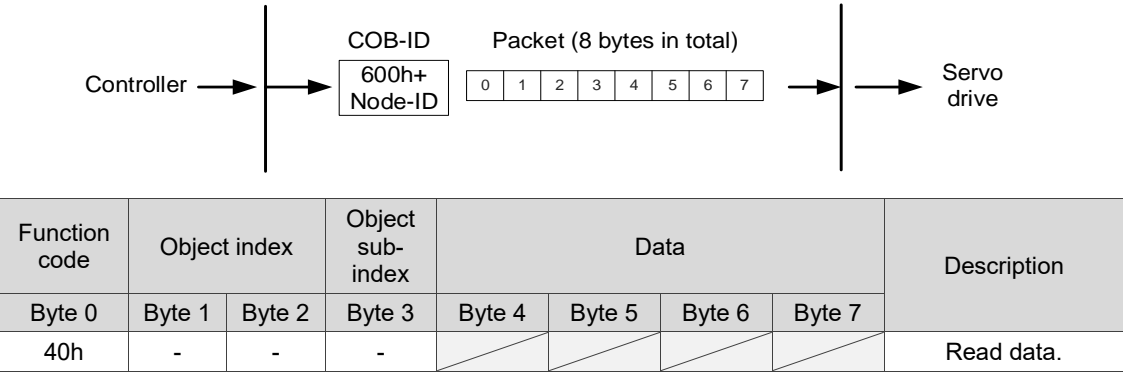 COB-ID Packet (8 bytes in total)
Controller 600h+ Node-ID 0 1 2 3 4 5 6 7 Servo drive
Function code Object index Object sub-index Data Description
Byte 0 Byte 1 Byte 2 Byte 3 Byte 4 Byte 5 Byte 6 Byte 7
40h - - - Read data.